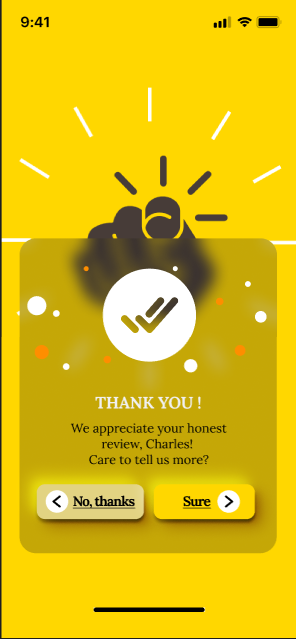 9:41
THANK YOU !
We appreciate your honest
review, Charles!
Care to tell us more?
No, thanks
Sure